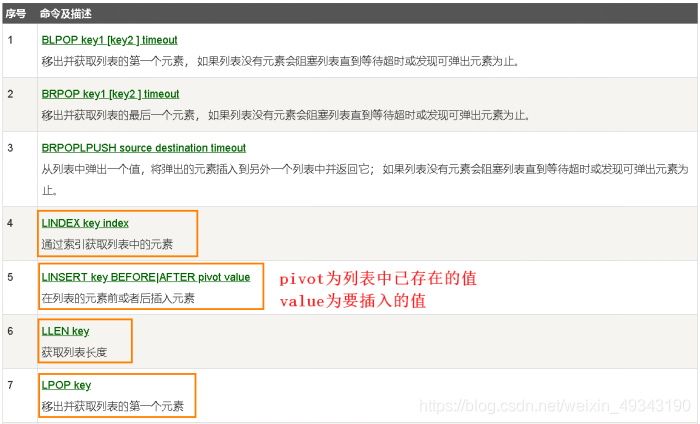 序号 命令及描述
1 BLPOP key1 [key2 ] timeout
移出并获取列表的第一个元素， 如果列表没有元素会阻塞列表直到等待超时或发现可弹出元素为止。
2 BRPOP key1 [key2 ] timeout
移出并获取列表的最后一个元素， 如果列表没有元素会阻塞列表直到等待超时或发现可弹出元素为止。
3 BRPOPLPUSH source destination timeout
从列表中弹出一个值，将弹出的元素插入到另外一个列表中并返回它； 如果列表没有元素会阻塞列表直到等待超时或发现可弹出元素为
止。
4 LINDEX key index
通过索引获取列表中的元素
5 LINSERT key BEFORE|AFTER pivot value
在列表的元素前或者后插入元素
pivot为列表中已存在的值
value为要插入的值
6 LLEN key
获取列表长度
7 LPOP key
移出并获取列表的第一个元素
https://blog.csdn.net/weixin_49343190